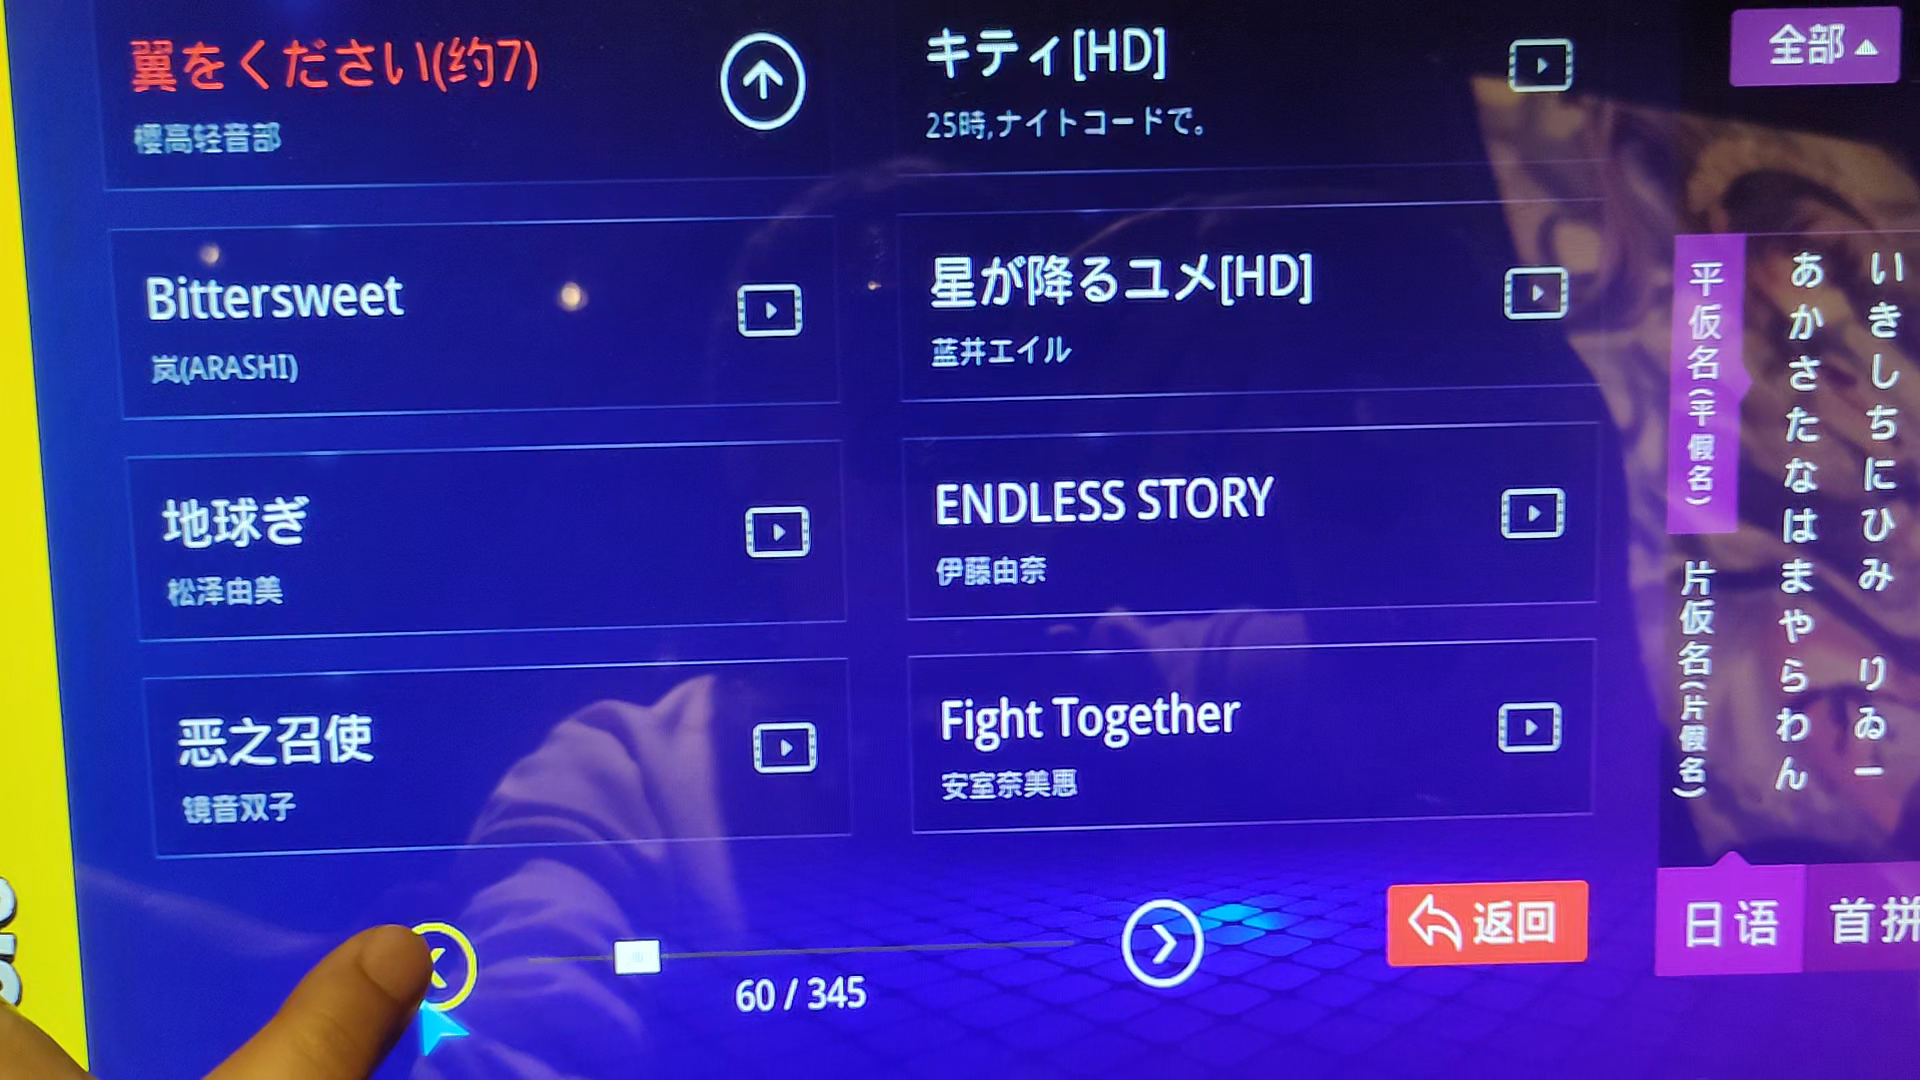 翼をください(约7)
櫻高轻音部
キティ[HD]
25時,ナイトコードで。
全部
Bittersweet
岚(ARASHI)
星が降るユメ[HD]
蓝井エイル
地球ぎ
松泽由美
ENDLESS STORY
伊藤由奈
恶之召使
镜音双子
Fight Together
安室奈美惠
平仮名(平假名)
片仮名(片假名)
あかさたなはまやらわん
いきしちにひみ りゐー
60 / 345
返回
日语
首拼